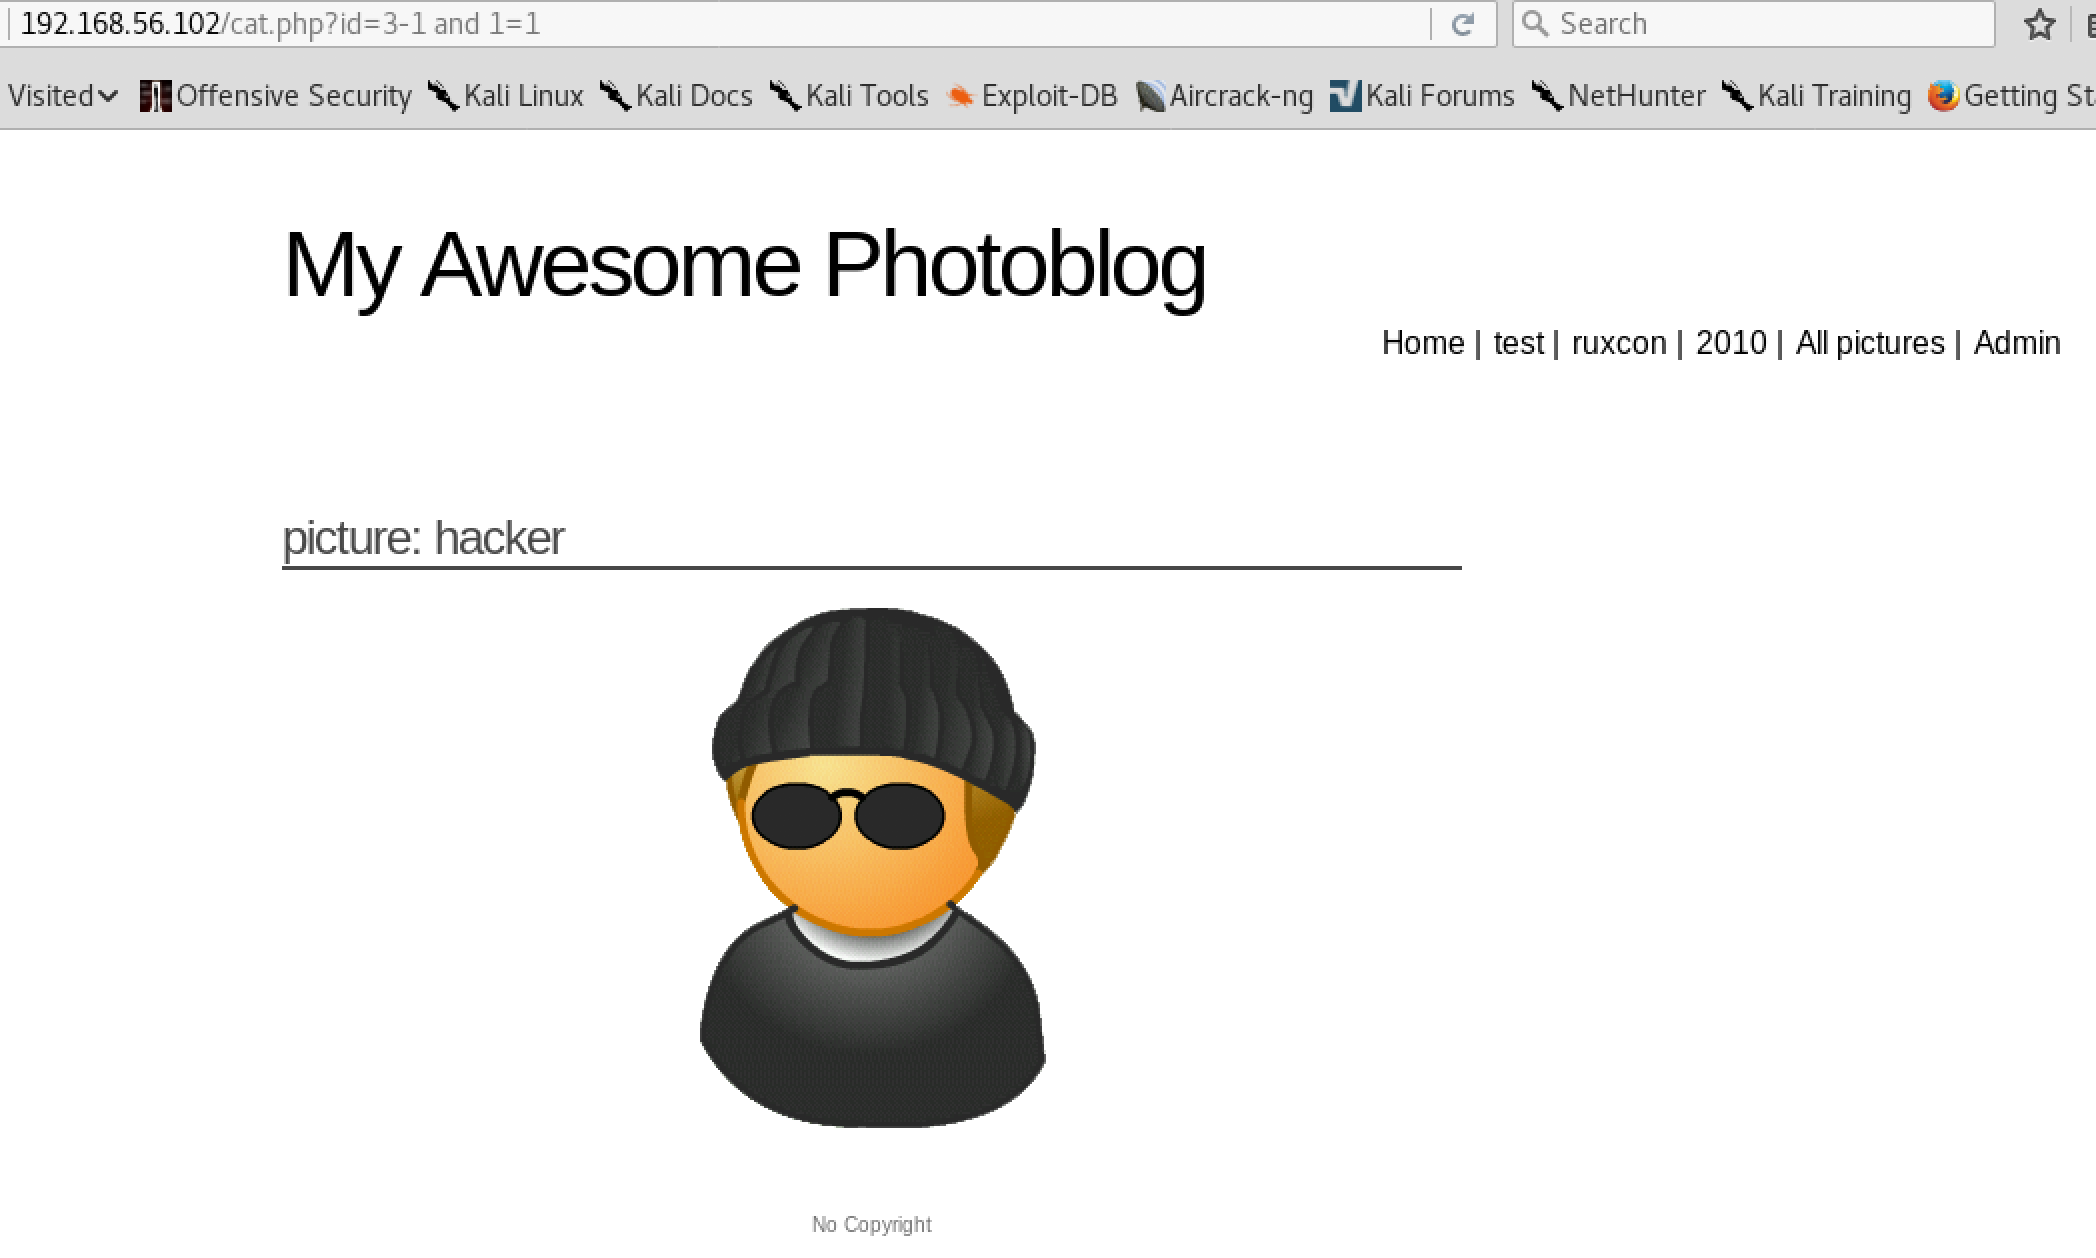 192.168.56.102/cat.php?id=3-1 and 1=1 Search
Visited Offensive Security Kali Linux Kali Docs Kali Tools Exploit-DB Aircrack-ng Kali Forums NetHunter Kali Training Getting
My Awesome Photoblog
Home | test | ruxcon | 2010 | All pictures | Admin
picture: hacker
No Copyright